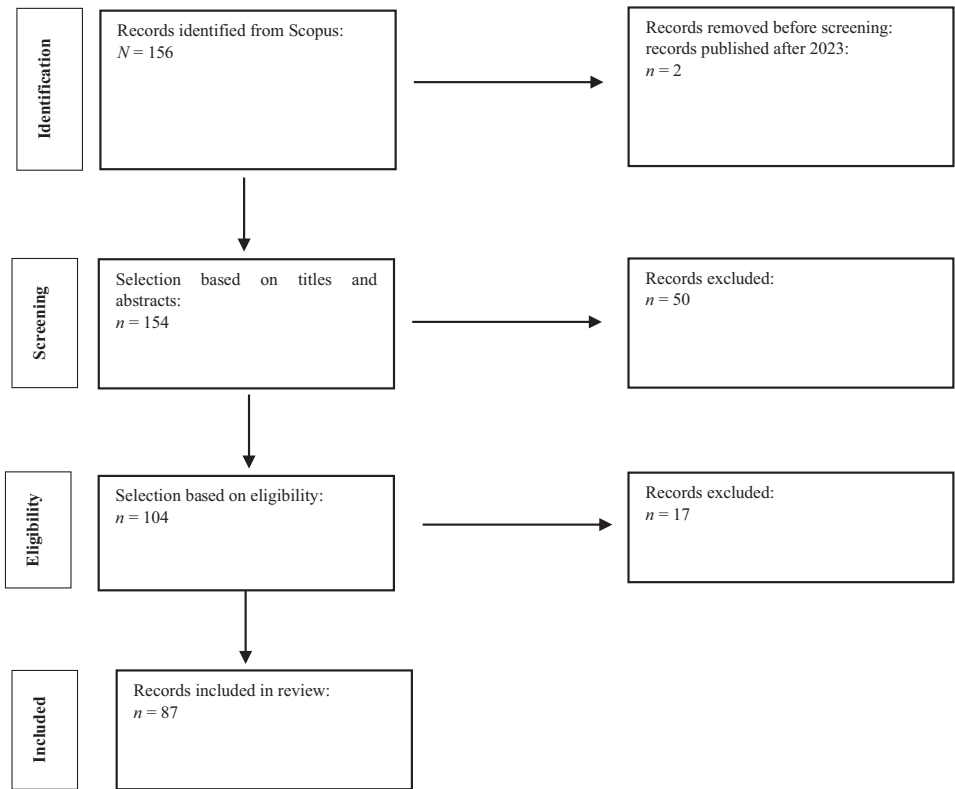 Identification
Records identified from Scopus:
N = 156
Records removed before screening:
records published after 2023:
n = 2
Screening
Selection based on titles and
abstracts:
n = 154
Records excluded:
n = 50
Eligibility
Selection based on eligibility:
n = 104
Records excluded:
n = 17
Included
Records included in review:
n = 87